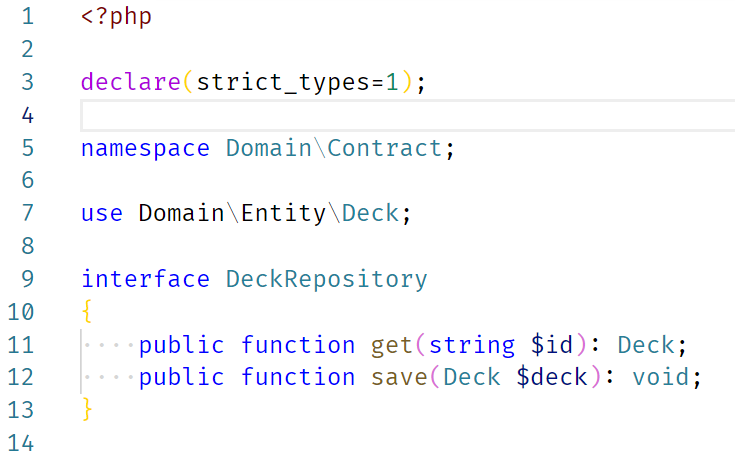 1 <?php
2
3 declare(strict_types=1);
4
5 namespace Domain\Contract;
6
7 use Domain\Entity\Deck;
8
9 interface DeckRepository
10 {
11 ····public function get(string $id): Deck;
12 ····public function save(Deck $deck): void;
13 }
14